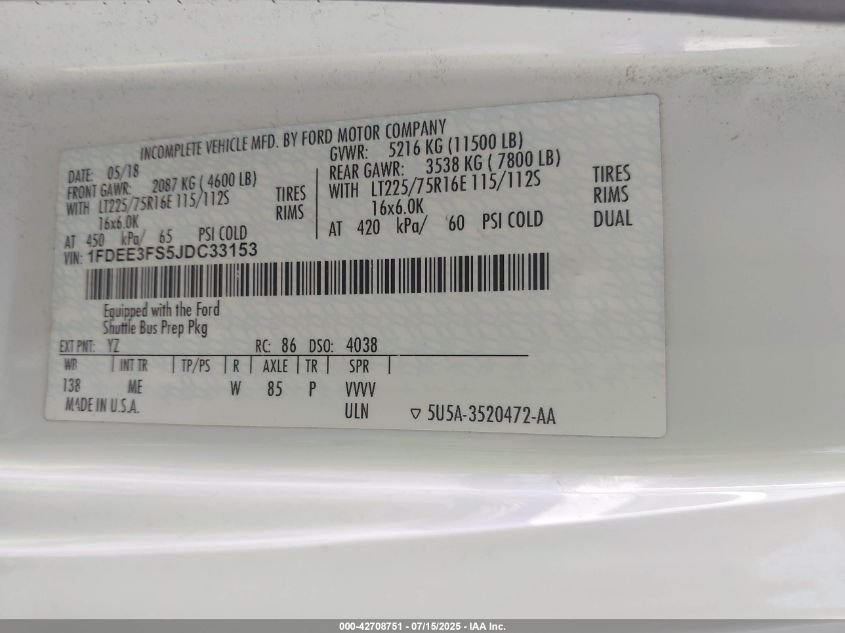 INCOMPLETE VEHICLE MFD. BY FORD MOTOR COMPANY
DATE: 05/18
FRONT GAWR: 2087 KG ( 4600 LB)
WITH LT225/75R16E 115/112S TIRES
16x6.0K RIMS
AT 450 kPa/ 65 PSI COLD
GVWR: 5216 KG (11500 LB)
REAR GAWR: 3538 KG ( 7800 LB)
WITH LT225/75R16E 115/112S TIRES
16x6.0K RIMS
AT 420 kPa/ 60 PSI COLD DUAL
VIN: 1FDEE3FS5JDC33153
Equipped with the Ford
Shuttle Bus Prep Pkg
EXT PNT: YZ RC: 86 DSO: 4038
WB INT TR TP/PS R AXLE TR SPR
138 ME W 85 P VVVV
MADE IN U.S.A. ULN ▽ 5U5A-3520472-AA
000-42708751 - 07/15/2025 - IAA Inc.